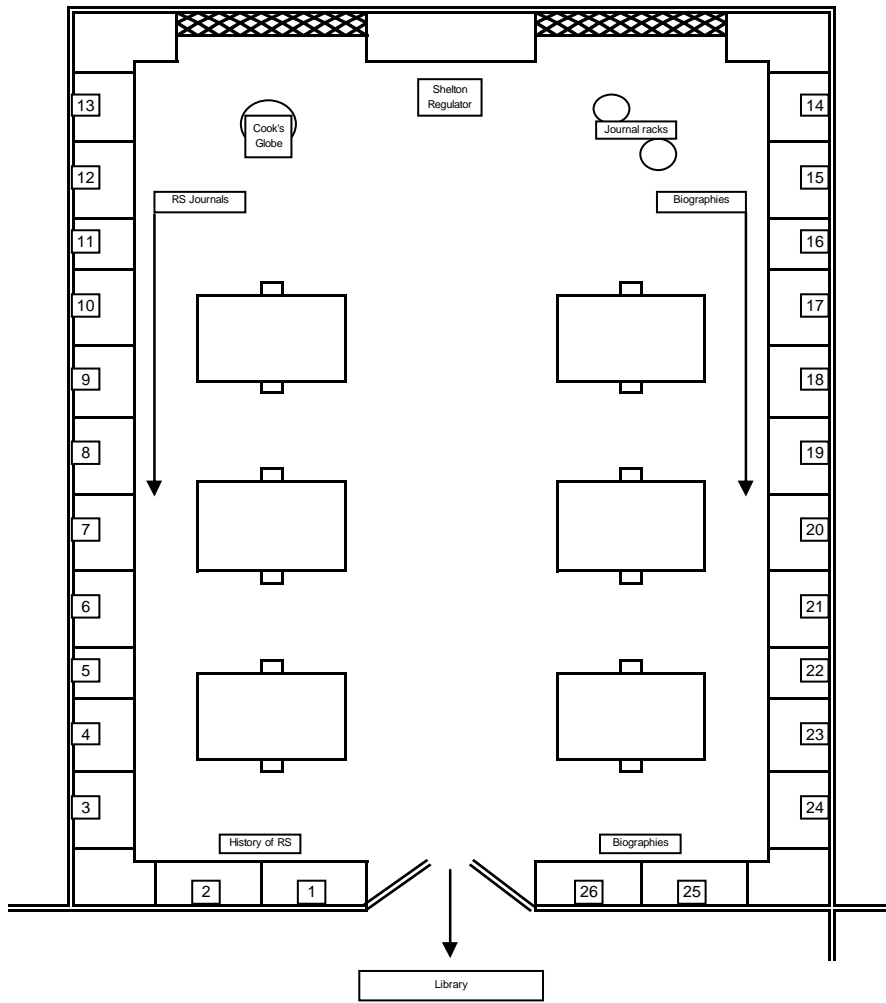 Shelton
Regulator
13
Cook's
Globe
Journal racks
14
12
15
RS Journals
Biographies
11
16
10
17
9
18
8
19
7
20
6
21
5
22
4
23
3
24
History of RS
Biographies
2
1
26
25
Library